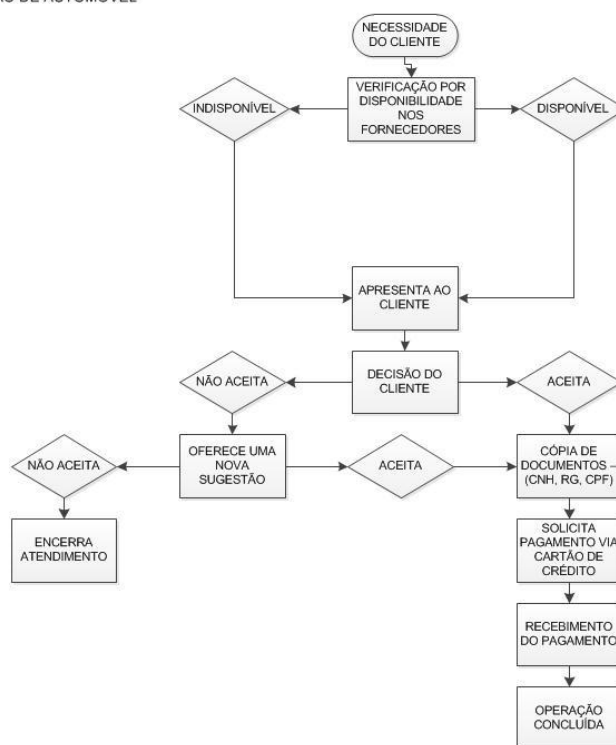 DE AUTOMÓVEL
NECESSIDADE
DO CLIENTE
INDISPONÍVEL
VERIFICAÇÃO POR
DISPONIBILIDADE
NOS
FORNECEDORES
DISPONÍVEL
APRESENTA AO
CLIENTE
NÃO ACEITA
DECISÃO DO
CLIENTE
ACEITA
NÃO ACEITA
OFERECE UMA
NOVA
SUGESTÃO
ACEITA
CÓPIA DE
DOCUMENTOS –
(CNH, RG, CPF)
ENCERRA
ATENDIMENTO
SOLICITA
PAGAMENTO VIA
CARTÃO DE
CRÉDITO
RECEBIMENTO
DO PAGAMENTO
OPERAÇÃO
CONCLUÍDA